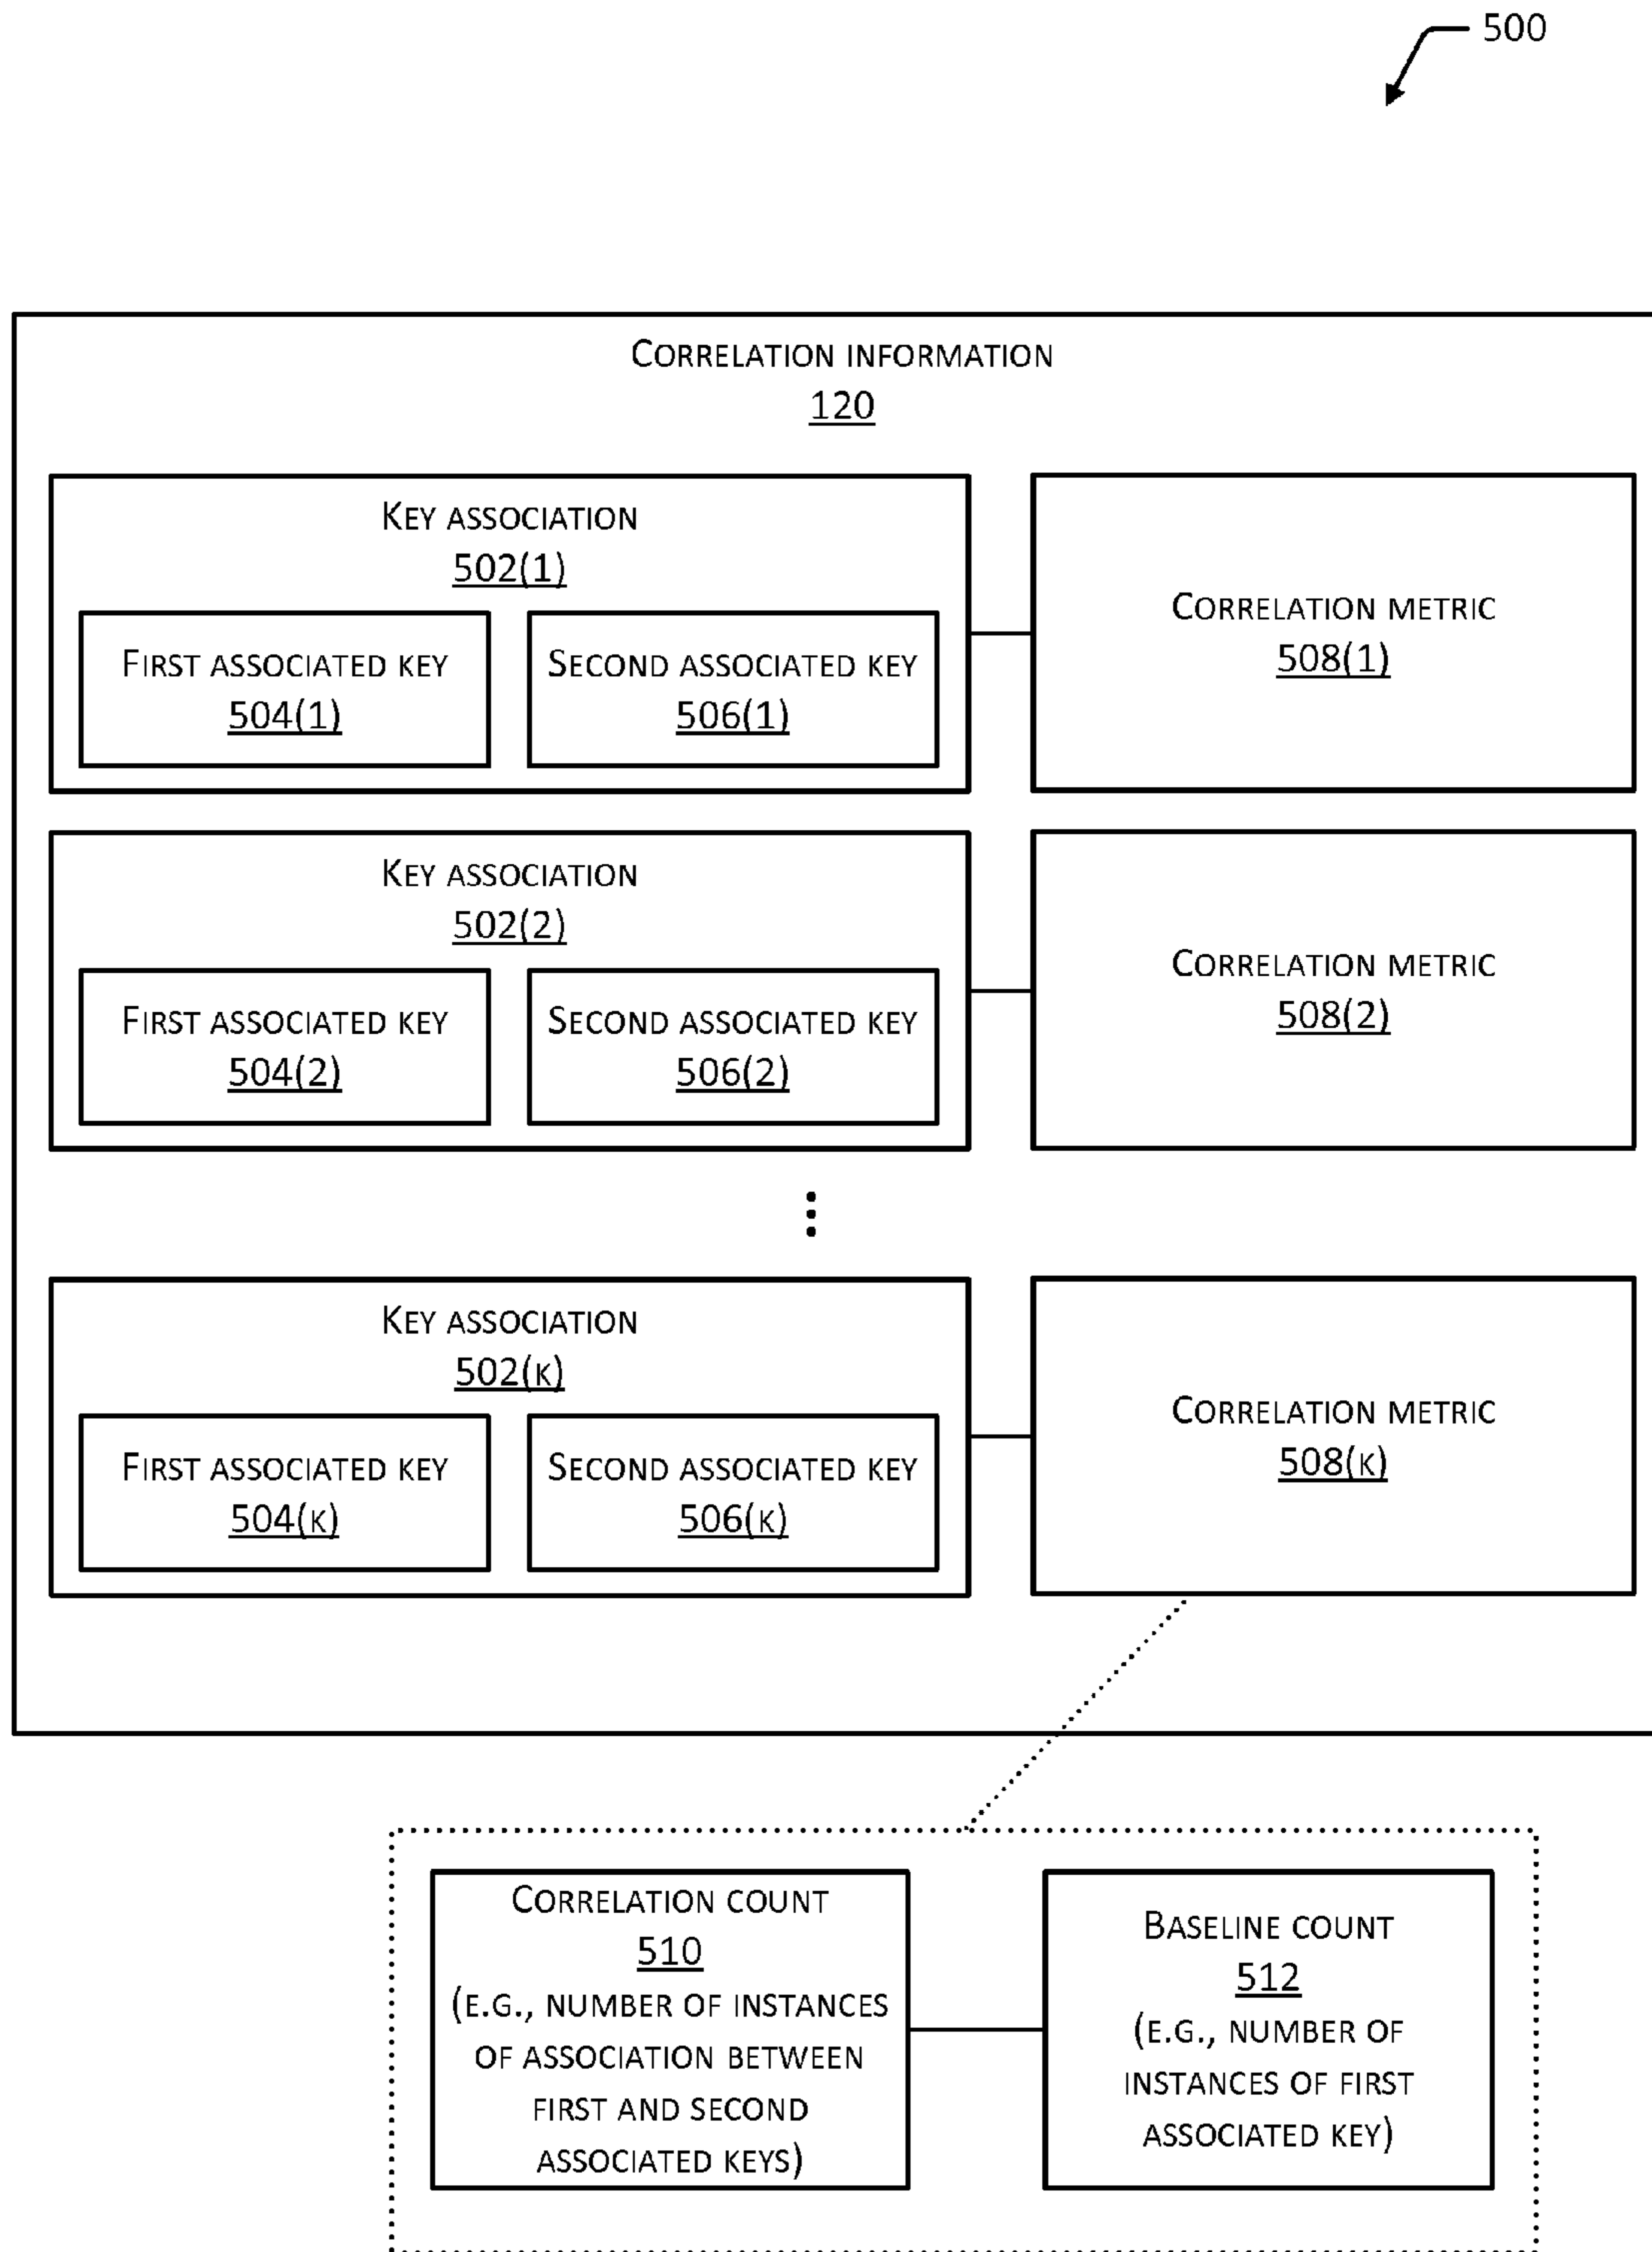 500
CORRELATION INFORMATION
120
KEY ASSOCIATION
502(1)
FIRST ASSOCIATED KEY
504(1)
SECOND ASSOCIATED KEY
506(1)
CORRELATION METRIC
508(1)
KEY ASSOCIATION
502(2)
FIRST ASSOCIATED KEY
504(2)
SECOND ASSOCIATED KEY
506(2)
CORRELATION METRIC
508(2)
KEY ASSOCIATION
502(K)
FIRST ASSOCIATED KEY
504(K)
SECOND ASSOCIATED KEY
506(K)
CORRELATION METRIC
508(K)
CORRELATION COUNT
510
(E.G., NUMBER OF INSTANCES
OF ASSOCIATION BETWEEN
FIRST AND SECOND
ASSOCIATED KEYS)
BASELINE COUNT
512
(E.G., NUMBER OF
INSTANCES OF FIRST
ASSOCIATED KEY)